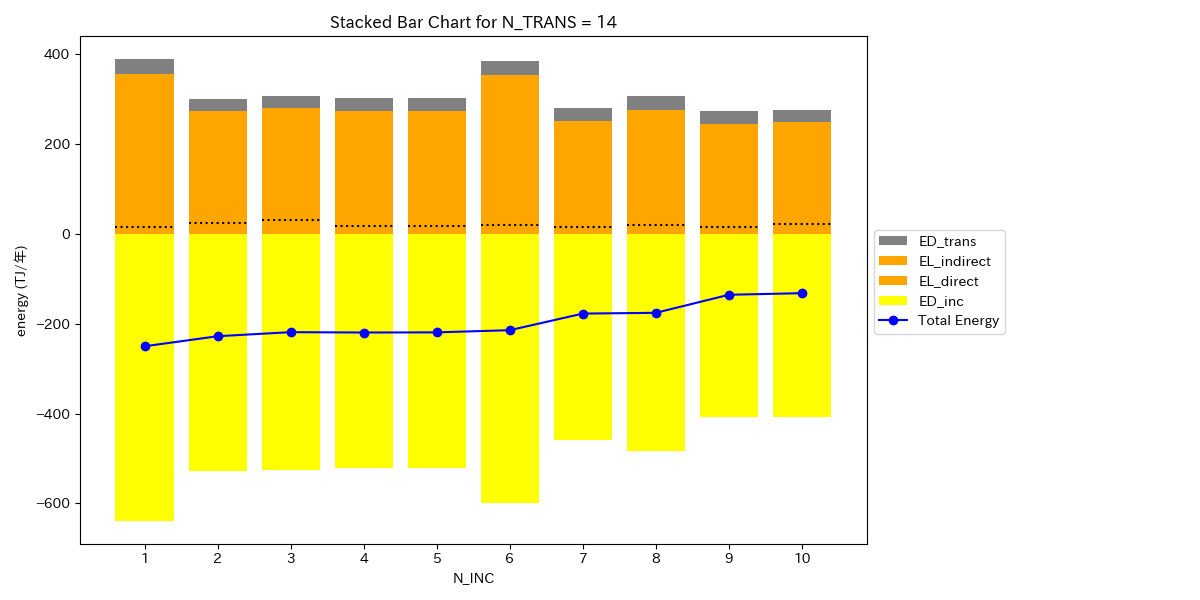 Stacked Bar Chart for N_TRANS = 14
400
200
0
−200
−400
−600
energy (TJ/年)
1 2 3 4 5 6 7 8 9 10
N_INC
ED_trans
EL_indirect
EL_direct
ED_inc
Total Energy